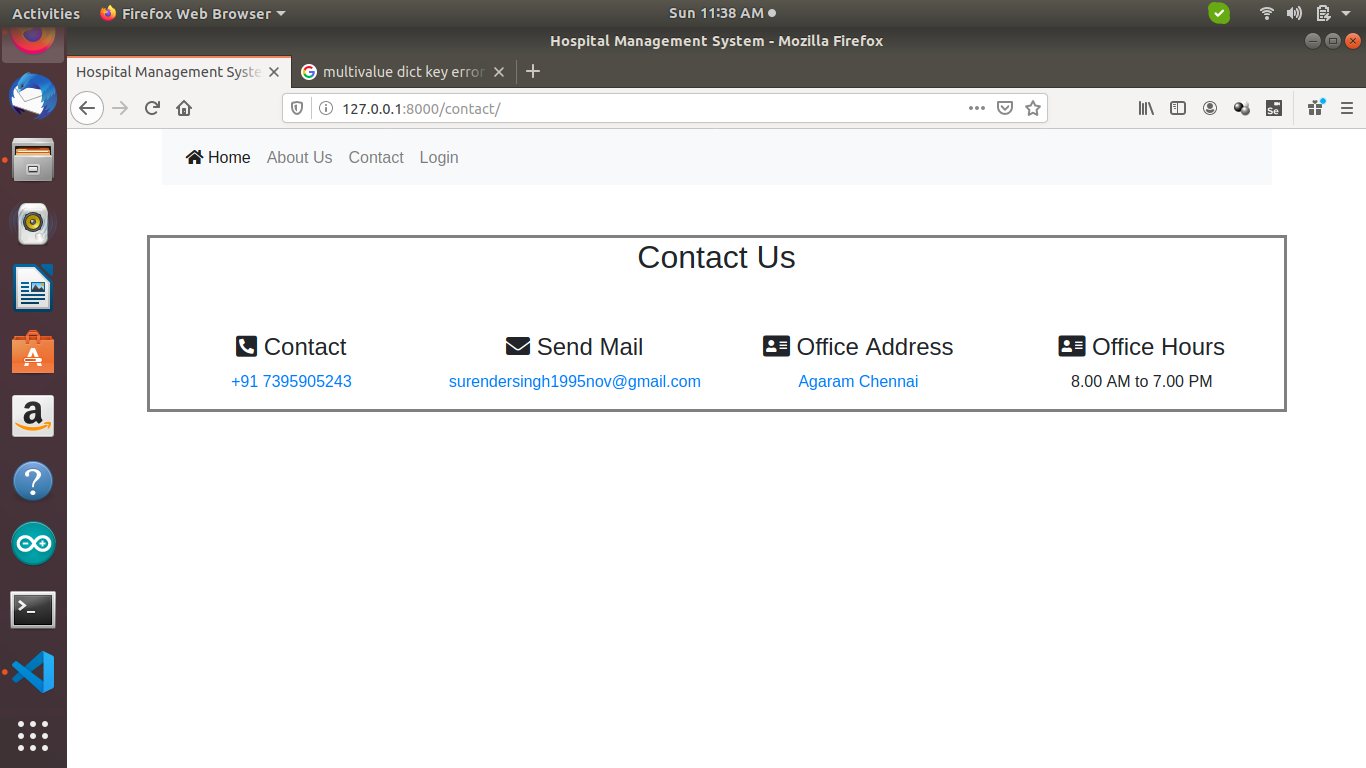 Activities Firefox Web Browser Sun 11:38 AM
Hospital Management System - Mozilla Firefox
Hospital Management Syste multivalue dict key error
127.0.0.1:8000/contact/
Se
Home About Us Contact Login
Contact Us
Contact Send Mail Office Address Office Hours
+91 7395905243 surendersingh1995nov@gmail.com Agaram Chennai 8.00 AM to 7.00 PM